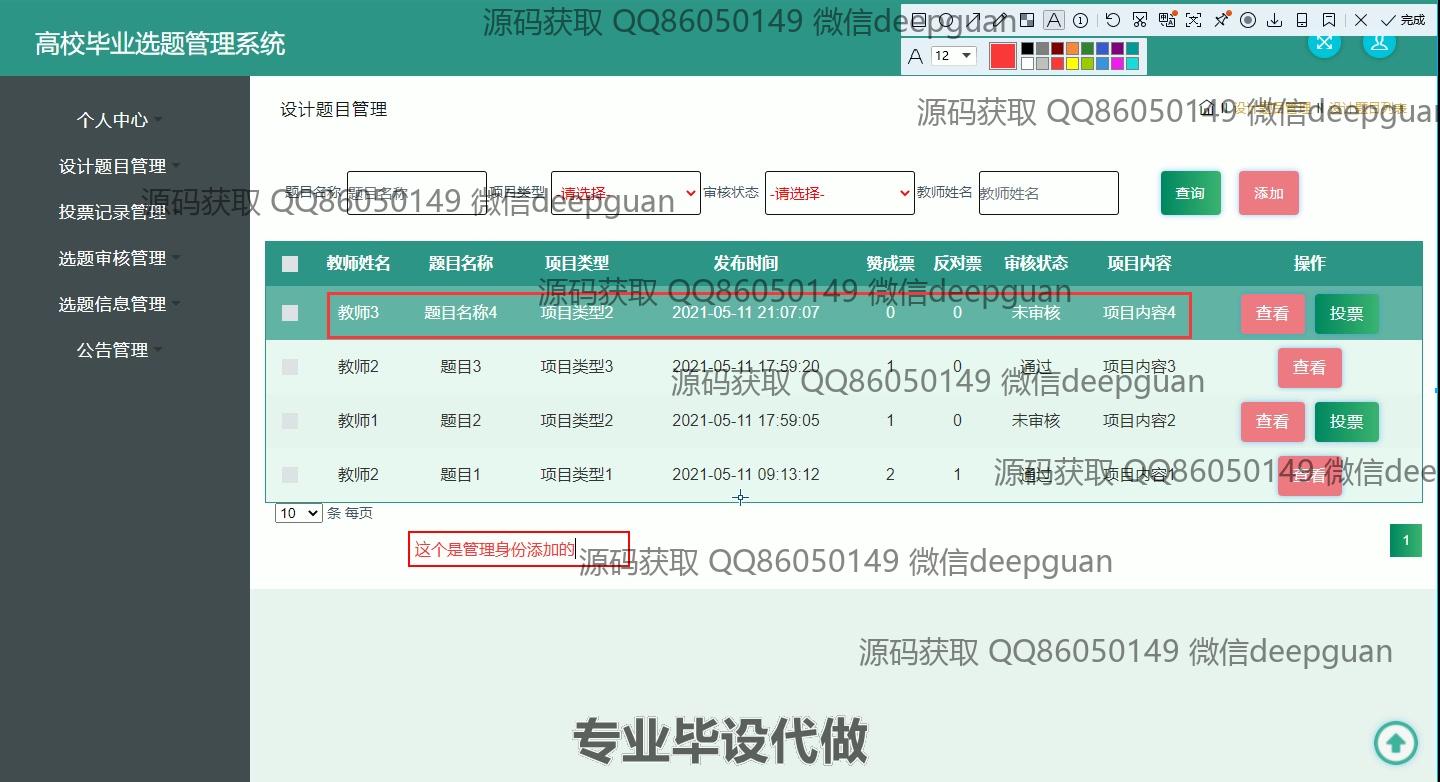 源码获取 QQ86050149 微信deepguan
完成
高校毕业选题管理系统
A 12
设计题目管理
设计题目管理 设计题目列表
源码获取 QQ86050149 微信deepguan
个人中心
设计题目管理
投票记录管理
选题审核管理
选题信息管理
公告管理
题目名称 题目名称 项目类型 -请选择- 审核状态 -请选择- 教师姓名 教师姓名 查询 添加
源码获取 QQ86050149 微信deepguan
教师姓名 题目名称 项目类型 发布时间 赞成票 反对票 审核状态 项目内容 操作
源码获取 QQ86050149 微信deepguan
教师3 题目名称4 项目类型2 2021-05-11 21:07:07 0 0 未审核 项目内容4 查看 投票
教师2 题目3 项目类型3 2021-05-11 17:59:20 1 0 通过 项目内容3 查看
源码获取 QQ86050149 微信deepguan
教师1 题目2 项目类型2 2021-05-11 17:59:05 1 0 未审核 项目内容2 查看 投票
教师2 题目1 项目类型1 2021-05-11 09:13:12 2 1 通过 项目内容1 查看
源码获取 QQ86050149 微信dee
10 条 每页
1
这个是管理身份添加的
源码获取 QQ86050149 微信deepguan
源码获取 QQ86050149 微信deepguan
专业毕设代做